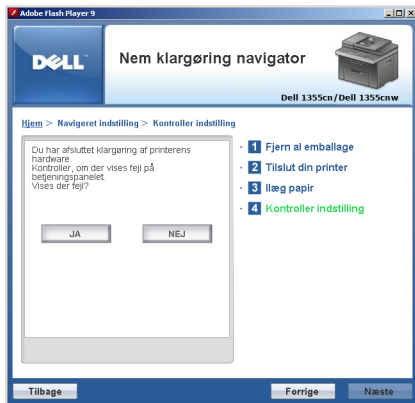 Adobe Flash Player 9
DELL™
Nem klargøring navigator
Dell 1355cn/Dell 1355cnw
Hjem > Navigeret indstilling > Kontroller indstilling
Du har afsluttet klargøring af printerens
hardware.
Kontroller, om der vises fejl på
betjeningspanelet.
Vises der fejl?
JA
NEJ
· 1 Fjern al emballage
· 2 Tilslut din printer
· 3 Ilæg papir
· 4 Kontroller indstilling
Tilbage
Forrige
Næste